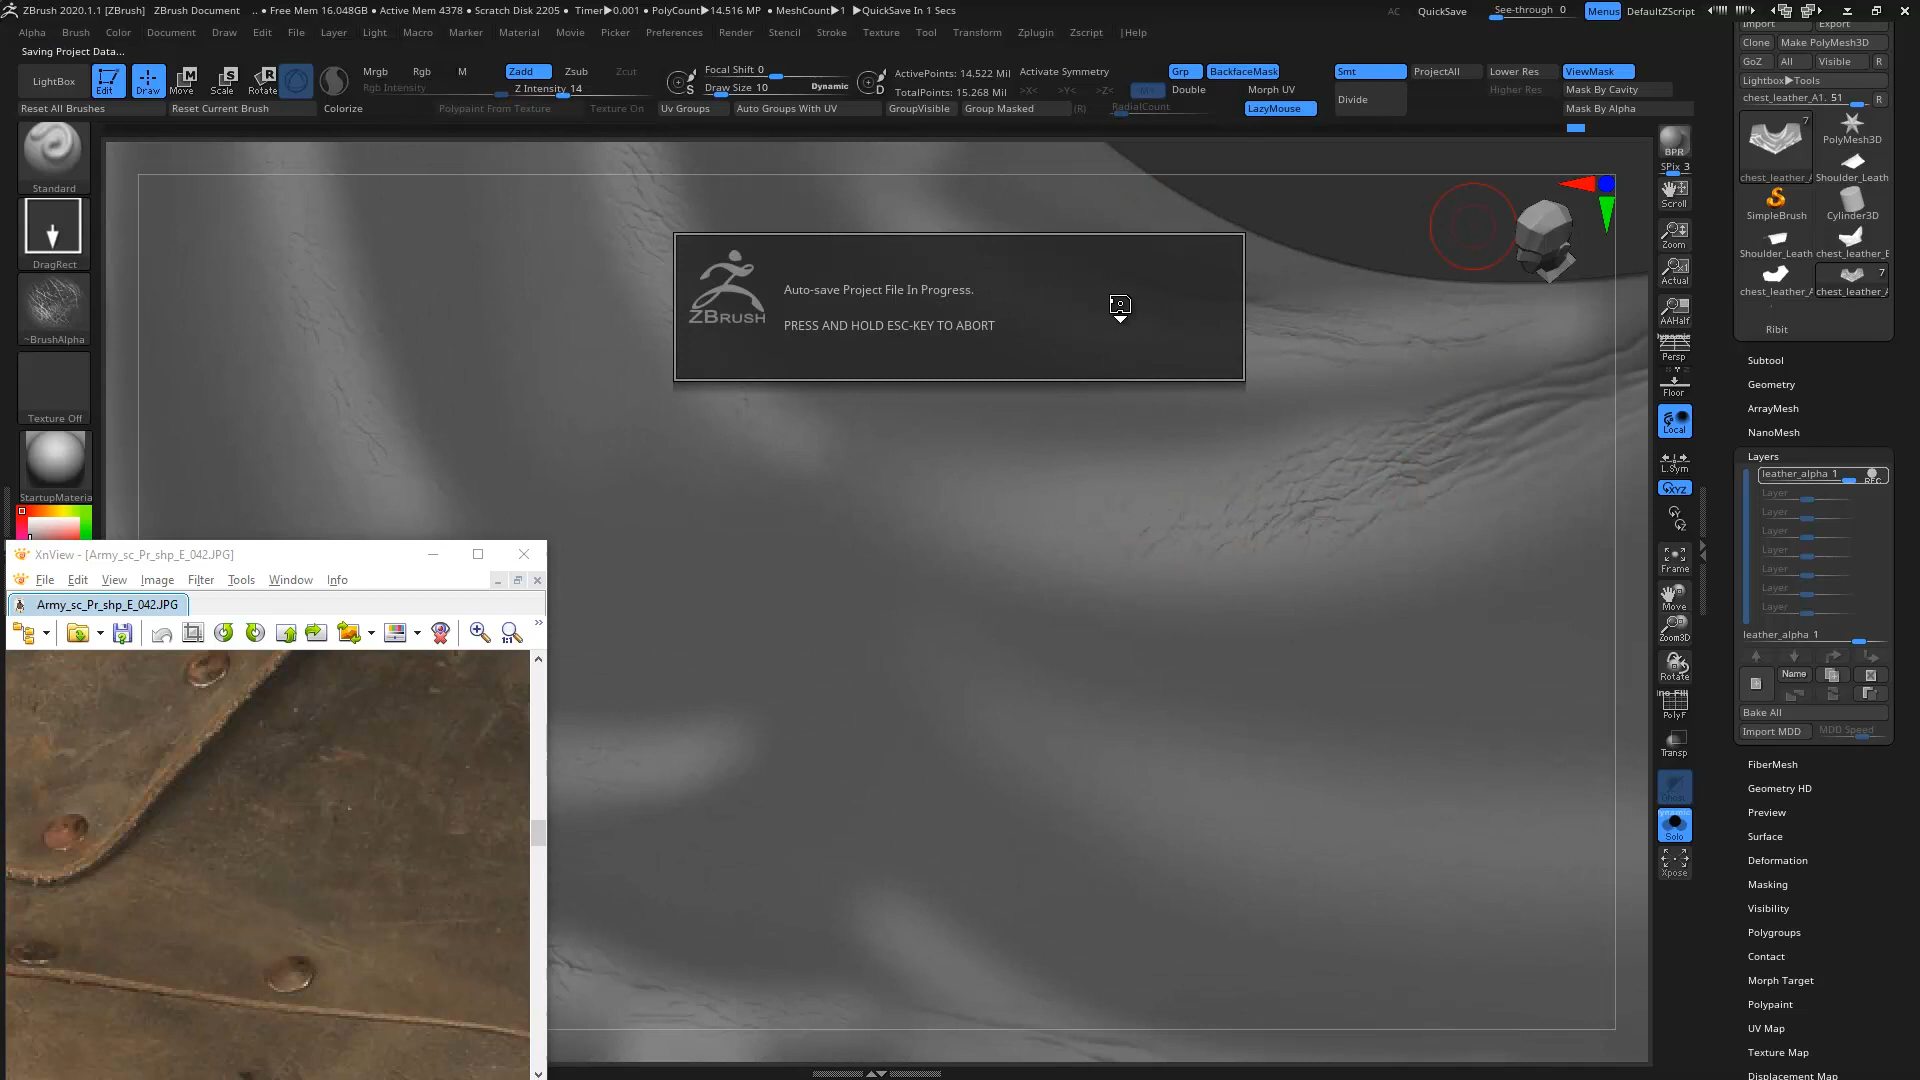 ZBrush 2020.1.1 [ZBrush]
ZBrush Document
.. • Free Mem 16.048GB • Active Mem 4378 • Scratch Disk 2205 • Timer▶0.001 • PolyCount▶14.516 MP • MeshCount▶1 ▶QuickSave In 1 Secs
AC
QuickSave
See-through 0
Menus
DefaultZScript
Alpha Brush Color Document Draw Edit File Layer Light Macro Marker Material Movie Picker Preferences Render Stencil Stroke Texture Tool Transform Zplugin Zscript |Help
Saving Project Data...
LightBox
Edit
Draw
Move
Scale
Rotate
Mrgb Rgb M
Rgb Intensity
Zadd Zsub Zcut
Z Intensity 14
Focal Shift 0
Draw Size 10 Dynamic
S
D
ActivePoints: 14.522 Mil
TotalPoints: 15.268 Mil
Activate Symmetry
>X< >Y< >Z<
>M<
Grp
Double
BackfaceMask
Morph UV
Smt
Divide
ProjectAll
Lower Res
Higher Res
ViewMask
Mask By Cavity
Reset All Brushes
Reset Current Brush
Colorize
Polypaint From Texture
Texture On
Uv Groups
Auto Groups With UV
GroupVisible
Group Masked
(R)
RadialCount
LazyMouse
Mask By Alpha
Standard
DragRect
~BrushAlpha
Texture Off
StartupMateria
Auto-save Project File In Progress.
ZBRUSH
PRESS AND HOLD ESC-KEY TO ABORT
BPR
SPix 3
Scroll
Zoom
Actual
AAHalf
Persp
Floor
Local
L.Sym
XYZ
Frame
Move
Zoom3D
Rotate
PolyF
Transp
Solo
Xpose
Import Export
Clone Make PolyMesh3D
GoZ All Visible R
Lightbox▶Tools
chest_leather_A1. 51 R
7
PolyMesh3D
chest_leather_A
Shoulder_Leath
SimpleBrush
Cylinder3D
Shoulder_Leath
chest_leather_E
7
chest_leather_A
chest_leather_A
Ribit
Subtool
Geometry
ArrayMesh
NanoMesh
Layers
leather_alpha 1
REC
Layer
Layer
Layer
Layer
Layer
Layer
Layer
leather_alpha 1
Name
Bake All
Import MDD MDD Speed
FiberMesh
Geometry HD
Preview
Surface
Deformation
Masking
Visibility
Polygroups
Contact
Morph Target
Polypaint
UV Map
Texture Map
Displacement Map
XnView - [Army_sc_Pr_shp_E_042.JPG]
File Edit View Image Filter Tools Window Info
Army_sc_Pr_shp_E_042.JPG
1:1